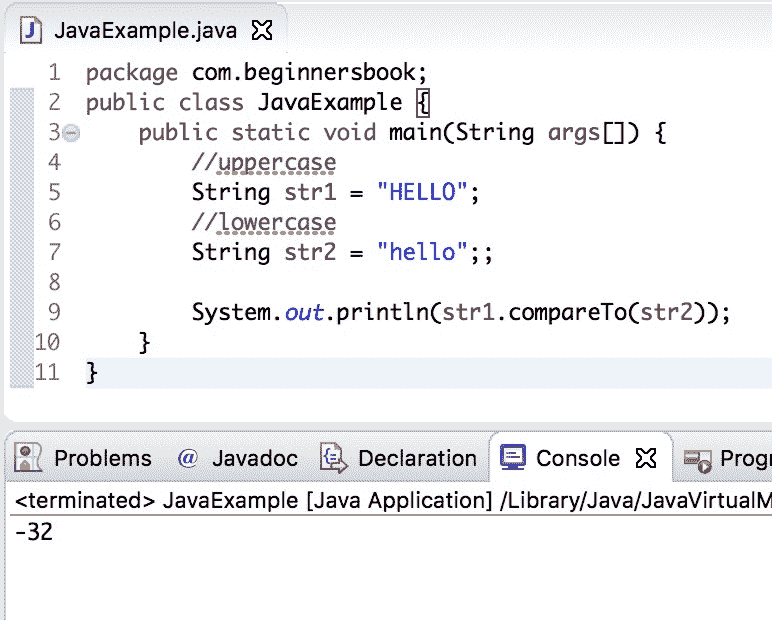 JavaExample.java
1 package com.beginnersbook;
2 public class JavaExample {
3 public static void main(String args[]) {
4 //uppercase
5 String str1 = "HELLO";
6 //lowercase
7 String str2 = "hello";;
8
9 System.out.println(str1.compareTo(str2));
10 }
11 }
Problems @ Javadoc Declaration Console Progr
<terminated> JavaExample [Java Application] /Library/Java/JavaVirtualM
-32